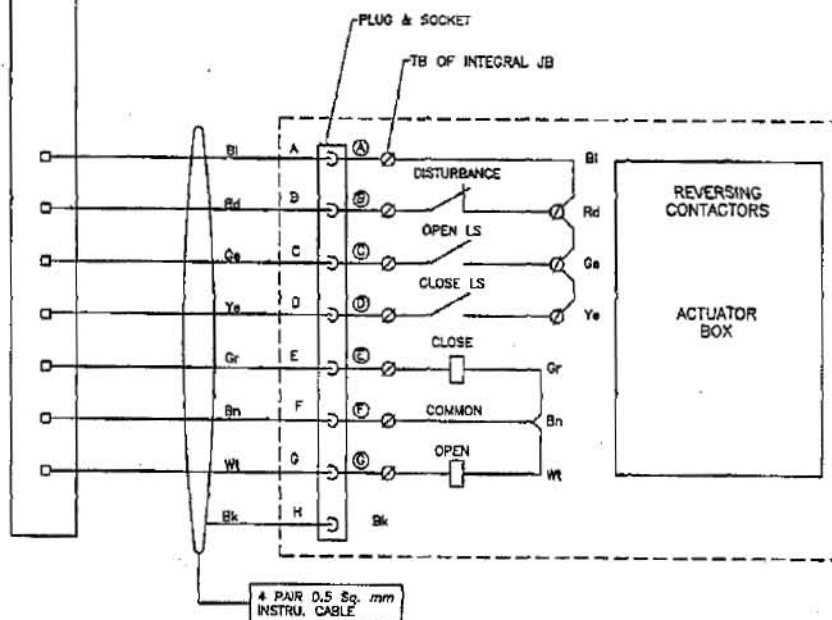 PLUG & SOCKET
TB OF INTEGRAL JB
Bl A Ⓐ Bl
DISTURBANCE
Rd B Ⓑ Rd
OPEN LS
Ge C Ⓒ Ge
CLOSE LS
Ye D Ⓓ Ye
CLOSE
Gr E Ⓔ Gr
Bn F Ⓕ COMMON Bn
OPEN
Wt G Ⓖ Wt
Bk H Bk
REVERSING
CONTACTORS
ACTUATOR
BOX
4 PAIR 0.5 Sq. mm
INSTRU. CABLE